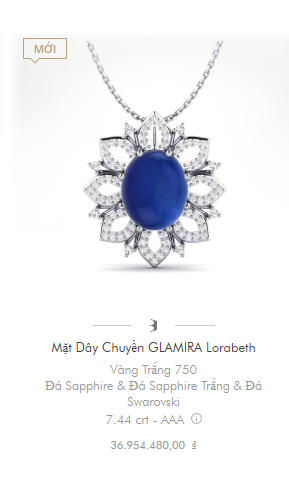 MỚI
Mặt Dây Chuyền GLAMIRA Lorabeth
Vàng Trắng 750
Đá Sapphire & Đá Sapphire Trắng & Đá
Swarovski
7.44 crt - AAA
36.954.480,00 ₫